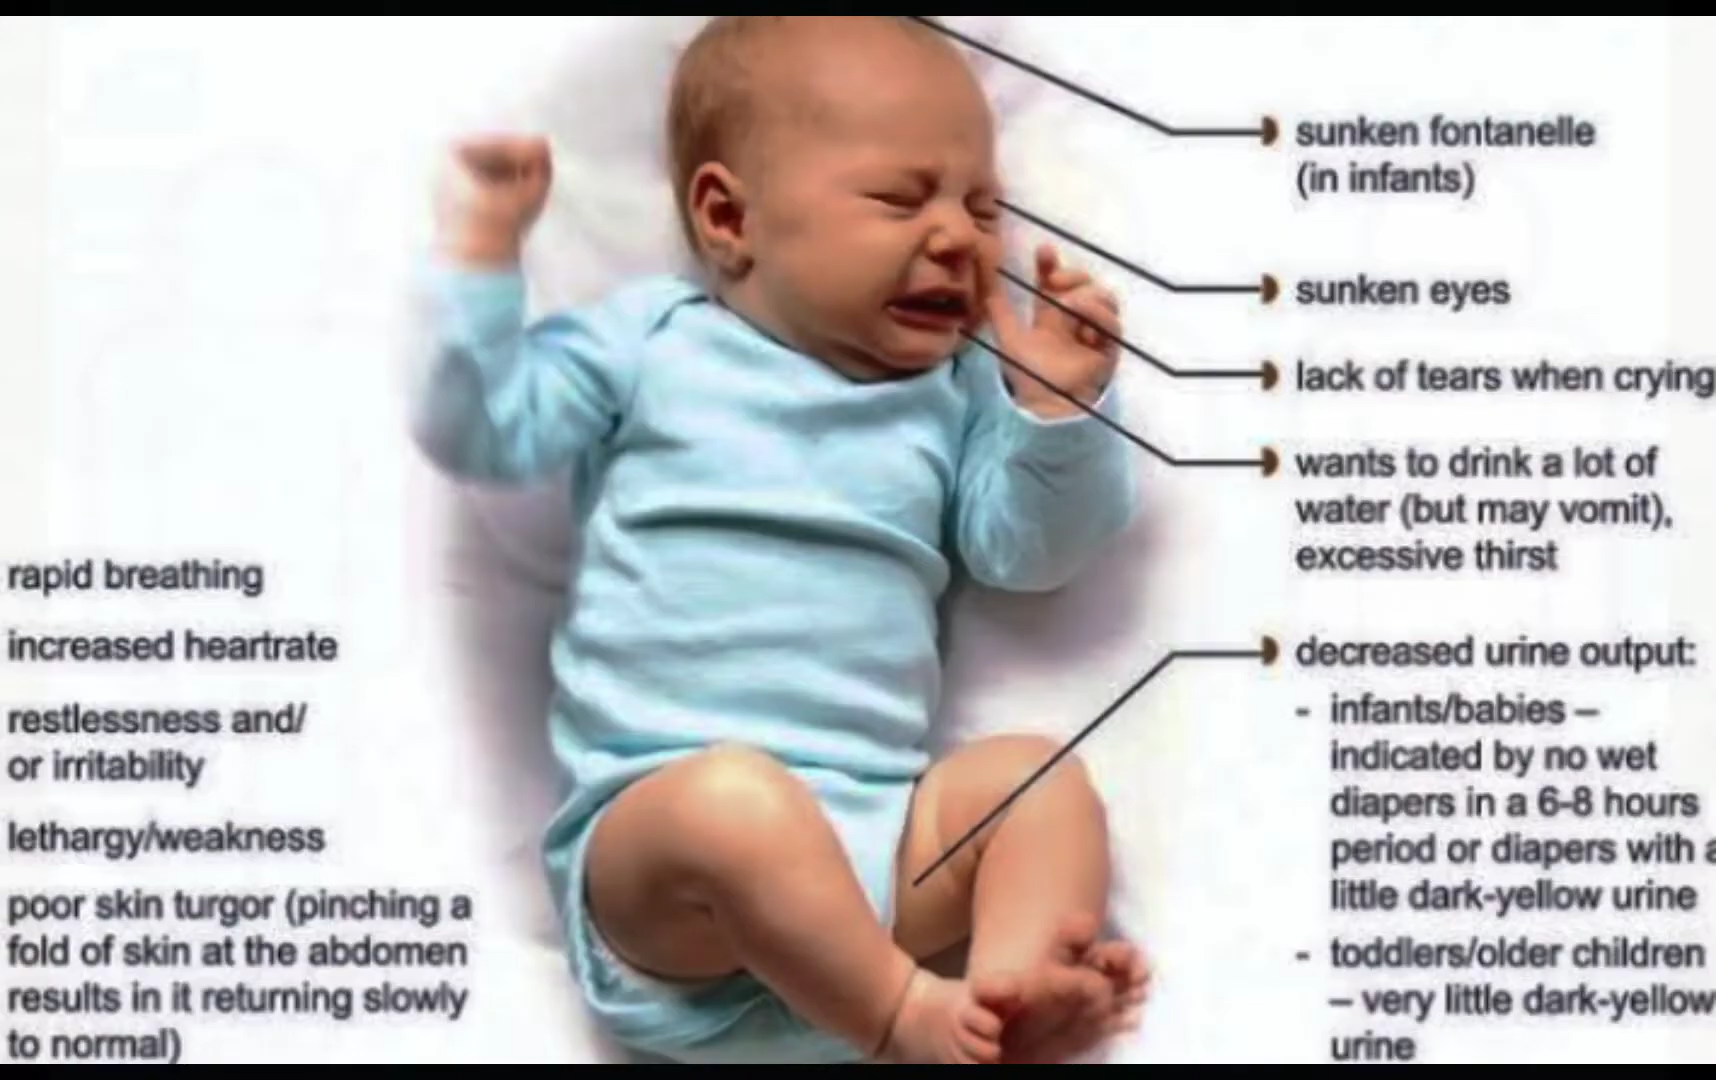 sunken fontanelle
(in infants)
sunken eyes
lack of tears when crying
wants to drink a lot of
water (but may vomit),
excessive thirst
decreased urine output:
- infants/babies –
indicated by no wet
diapers in a 6-8 hours
period or diapers with a
little dark-yellow urine
- toddlers/older children
– very little dark-yellow
urine
rapid breathing
increased heartrate
restlessness and/
or irritability
lethargy/weakness
poor skin turgor (pinching a
fold of skin at the abdomen
results in it returning slowly
to normal)